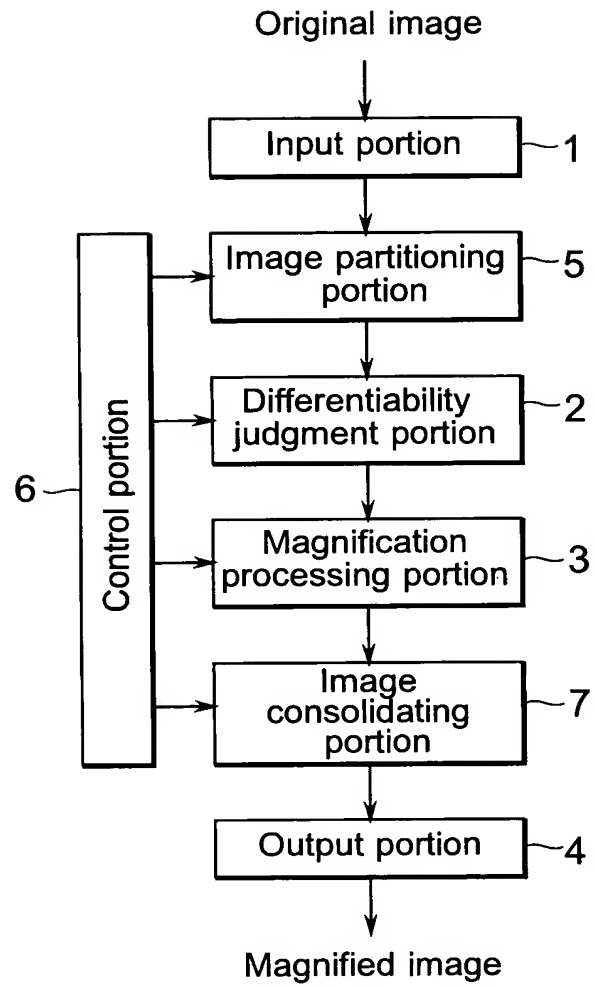 Original image
Input portion
1
Image partitioning
portion
5
Differentiability
judgment portion
2
6
Control portion
Magnification
processing portion
3
Image
consolidating
portion
7
Output portion
4
Magnified image